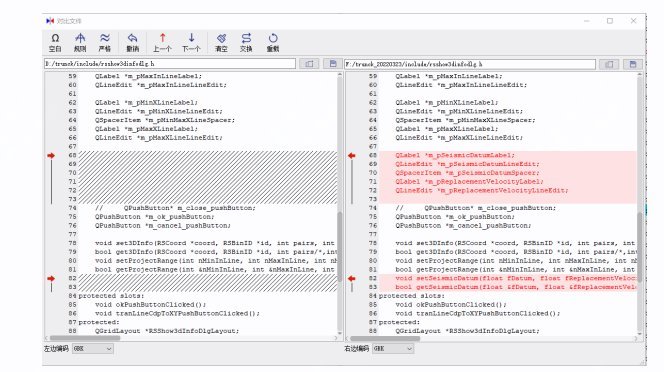 对比文件
空白 规则 严格 撤销 上一个 下一个 清空 交换 重载
D:/trunck/include/rsshow3dinfodlg.h
59 QLabel *m_pMaxInLineLabel;
60 QLineEdit *m_pMaxInLineLineEdit;
61
62 QLabel *m_pMinXLineLabel;
63 QLineEdit *m_pMinXLineLineEdit;
64 QSpacerItem *m_pMinMaxXLineSpacer;
65 QLabel *m_pMaxXLineLabel;
66 QLineEdit *m_pMaxXLineLineEdit;
67
68
69
70
71
72
73
74 // QPushButton* m_close_pushButton;
75 QPushButton *m_ok_pushButton;
76 QPushButton *m_cancel_pushButton;
77
78 void set3DInfo(RSCoord *coord, RSBinID *id, int pairs, int
79 bool get3DInfo(RSCoord *coord, RSBinID *id, int pairs/*,int
80 void setProjectRange(int nMinInLine, int nMaxInLine, int nM
81 bool getProjectRange(int &nMinInLine, int &nMaxInLine, int
82
83
84 protected slots:
85 void okPushButtonClicked();
86 void tranLineCdpToXYPushButtonClicked();
87 protected:
88 QGridLayout *RSShow3dInfoDlgLayout;
左边编码 GBK
F:/trunck_20220323/include/rsshow3dinfodlg.h
59 QLabel *m_pMaxInLineLabel;
60 QLineEdit *m_pMaxInLineLineEdit;
61
62 QLabel *m_pMinXLineLabel;
63 QLineEdit *m_pMinXLineLineEdit;
64 QSpacerItem *m_pMinMaxXLineSpacer;
65 QLabel *m_pMaxXLineLabel;
66 QLineEdit *m_pMaxXLineLineEdit;
67
68 QLabel *m_pSeismicDatumLabel;
69 QLineEdit *m_pSeismicDatumLineEdit;
70 QSpacerItem *m_pSeismicDatumSpacer;
71 QLabel *m_pReplacementVelocityLabel;
72 QLineEdit *m_pReplacementVelocityLineEdit;
73
74 // QPushButton* m_close_pushButton;
75 QPushButton *m_ok_pushButton;
76 QPushButton *m_cancel_pushButton;
77
78 void set3DInfo(RSCoord *coord, RSBinID *id, int pairs, int
79 bool get3DInfo(RSCoord *coord, RSBinID *id, int pairs/*,int
80 void setProjectRange(int nMinInLine, int nMaxInLine, int nM
81 bool getProjectRange(int &nMinInLine, int &nMaxInLine, int
82 void setSeismicDatum(float fDatum, float fReplacementVeloci
83 bool getSeismicDatum(float &fDatum, float &fReplacementVelo
84 protected slots:
85 void okPushButtonClicked();
86 void tranLineCdpToXYPushButtonClicked();
87 protected:
88 QGridLayout *RSShow3dInfoDlgLayout;
右边编码 GBK